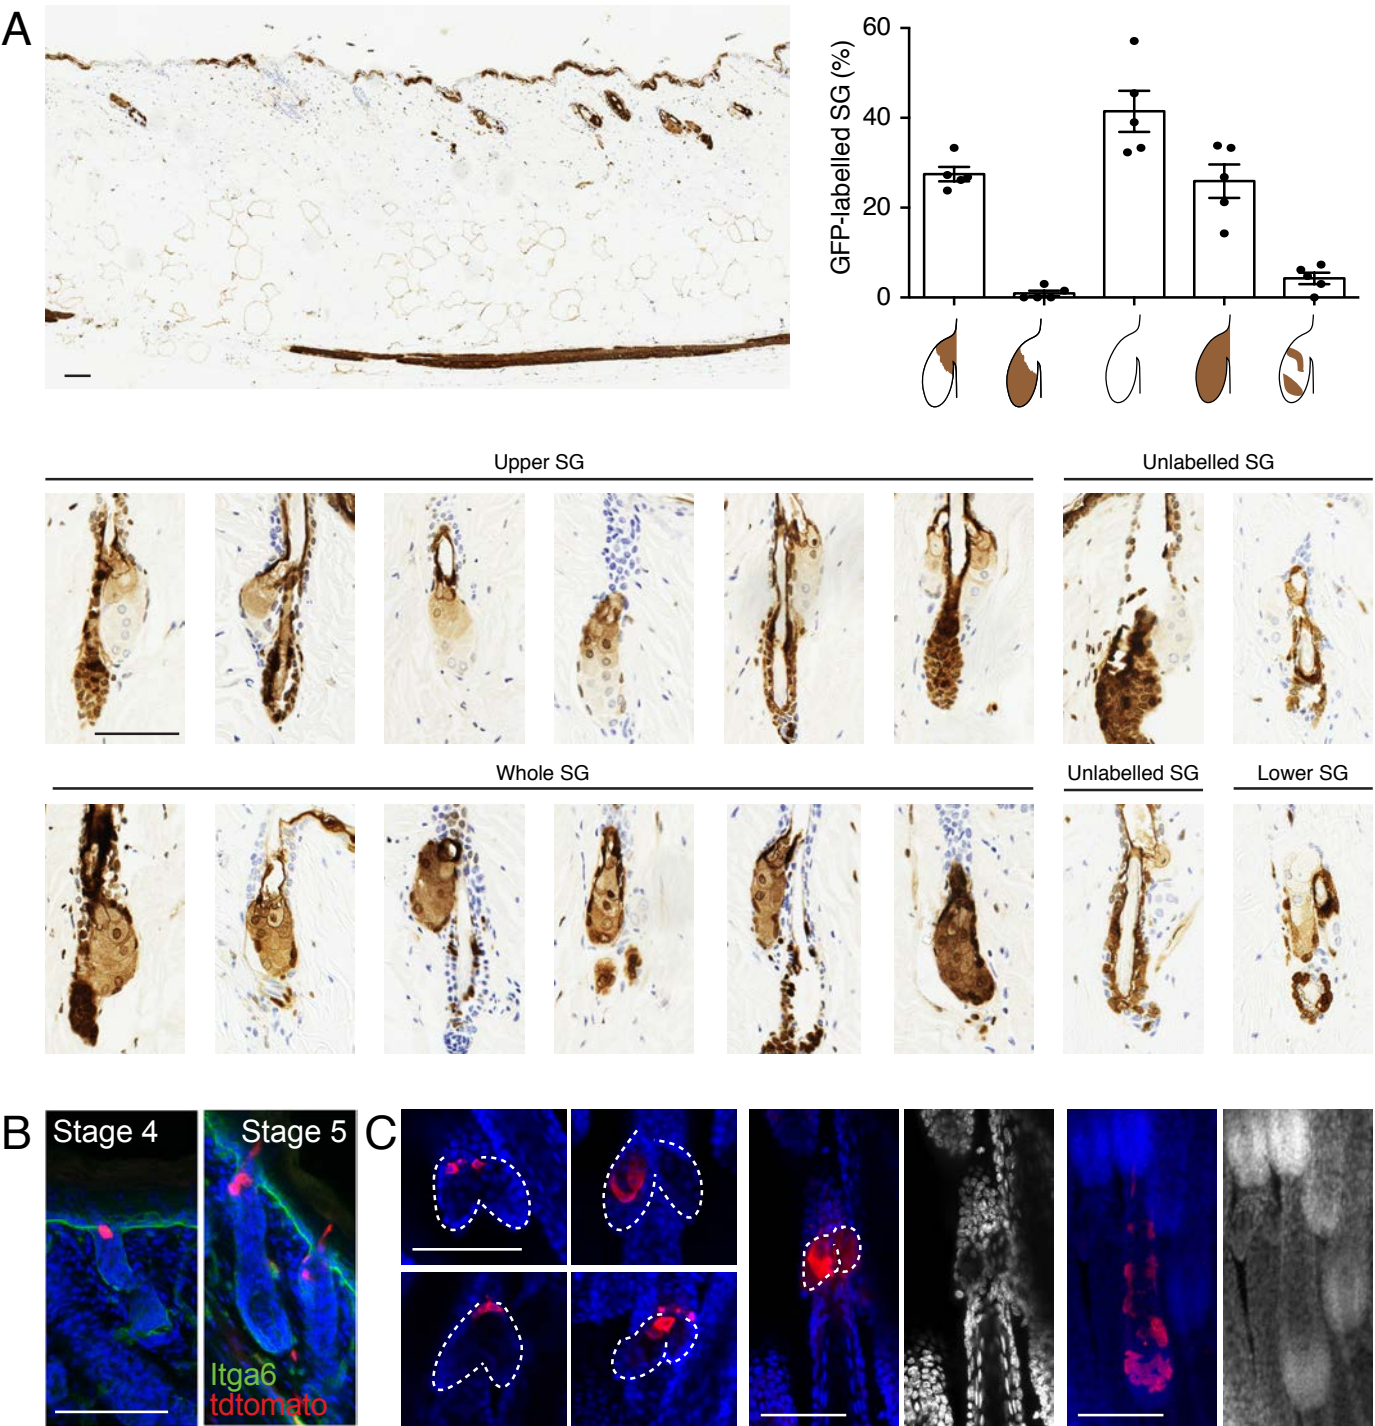 A
GFP-labelled SG (%)
60
40
20
0
Upper SG
Unlabelled SG
Whole SG
Unlabelled SG
Lower SG
B
Stage 4
Stage 5
Itga6
tdtomato
C